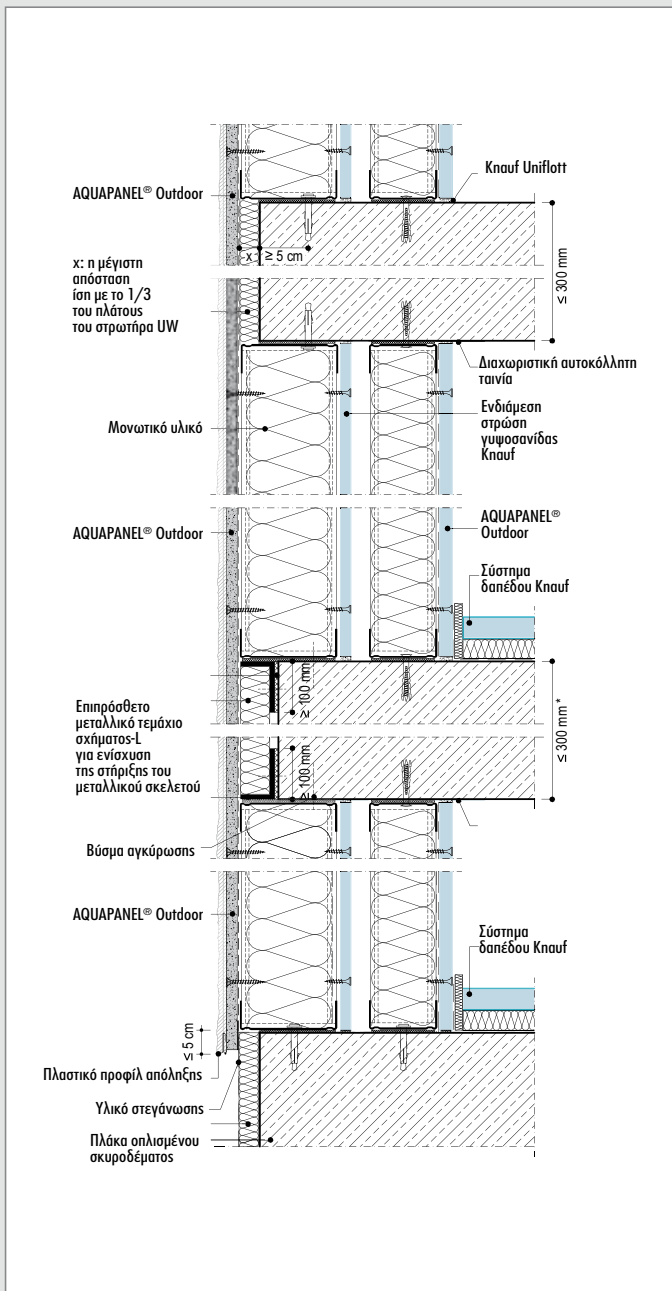 Knauf Uniflott
AQUAPANEL® Outdoor
x
≥ 5 cm
≤ 300 mm
x: η μέγιστη
απόσταση
ίση με το 1/3
του πλάτους
του στρωτήρα UW
Διαχωριστική αυτοκόλλητη
ταινία
Ενδιάμεση
στρώση
γυψοσανίδας
Knauf
Μονωτικό υλικό
AQUAPANEL®
Outdoor
AQUAPANEL® Outdoor
Σύστημα
δαπέδου Knauf
≥ 100 mm
Επιπρόσθετο
μεταλλικό τεμάχιο
σχήματος-L
για ενίσχυση
της στήριξης του
μεταλλικού σκελετού
≥ 100 mm
≤ 300 mm *
Βύσμα αγκύρωσης
AQUAPANEL® Outdoor
Σύστημα
δαπέδου Knauf
≤ 5 cm
Πλαστικό προφίλ απόληξης
Υλικό στεγάνωσης
Πλάκα οπλισμένου
σκυροδέματος